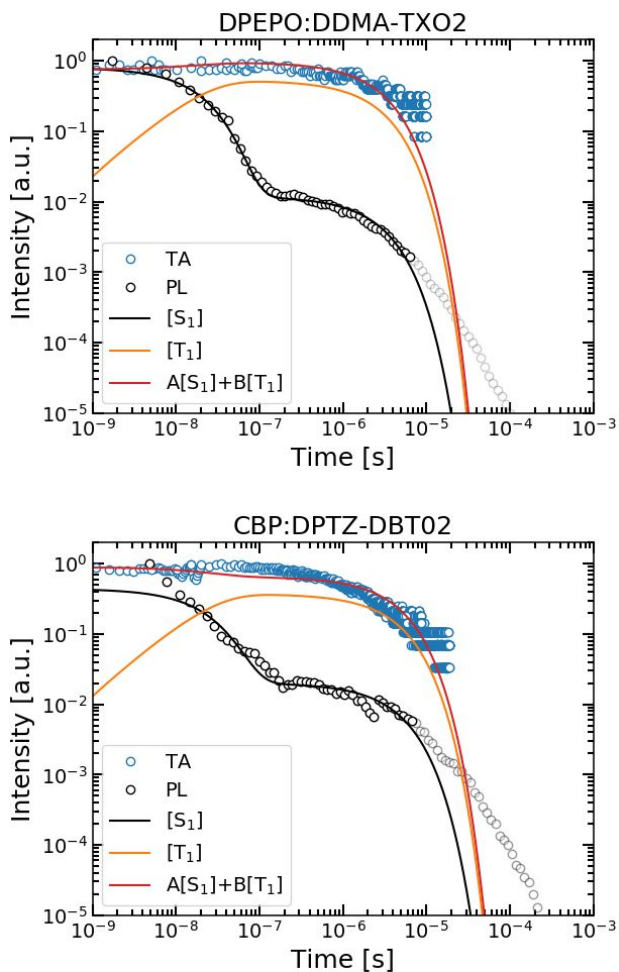 DPEPO:DDMA-TXO2
Intensity [a.u.]
10⁰
10⁻¹
10⁻²
10⁻³
10⁻⁴
10⁻⁵
TA
PL
[S₁]
[T₁]
A[S₁]+B[T₁]
10⁻⁹ 10⁻⁸ 10⁻⁷ 10⁻⁶ 10⁻⁵ 10⁻⁴ 10⁻³
Time [s]
CBP:DPTZ-DBTO2
Intensity [a.u.]
10⁰
10⁻¹
10⁻²
10⁻³
10⁻⁴
10⁻⁵
TA
PL
[S₁]
[T₁]
A[S₁]+B[T₁]
10⁻⁹ 10⁻⁸ 10⁻⁷ 10⁻⁶ 10⁻⁵ 10⁻⁴ 10⁻³
Time [s]